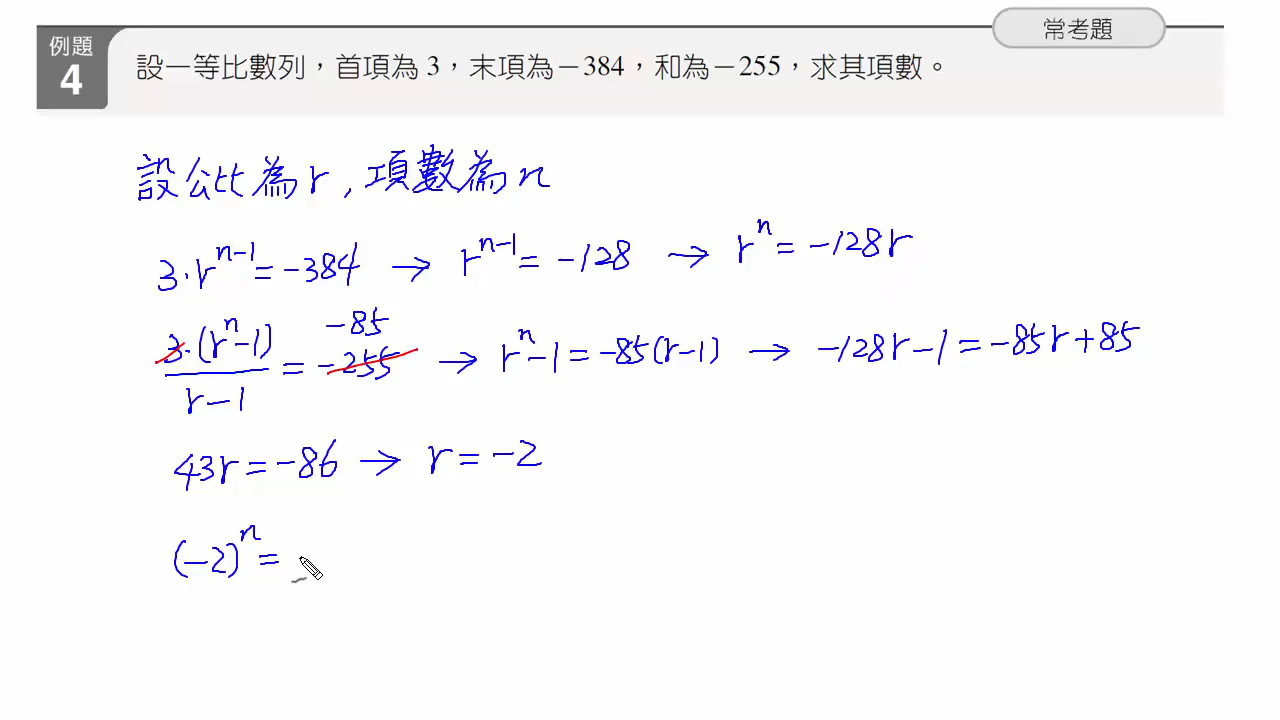 常考題
例題 4
設一等比數列，首項為 3，末項為－384，和為－255，求其項數。
設公比為r, 項數為n
3·r^{n-1} = -384 → r^{n-1} = -128 → r^n = -128r
\frac{3·(r^n-1)}{r-1} = -255 -85 → r^n-1 = -85(r-1) → -128r-1 = -85r+85
43r = -86 → r = -2
(-2)^n =